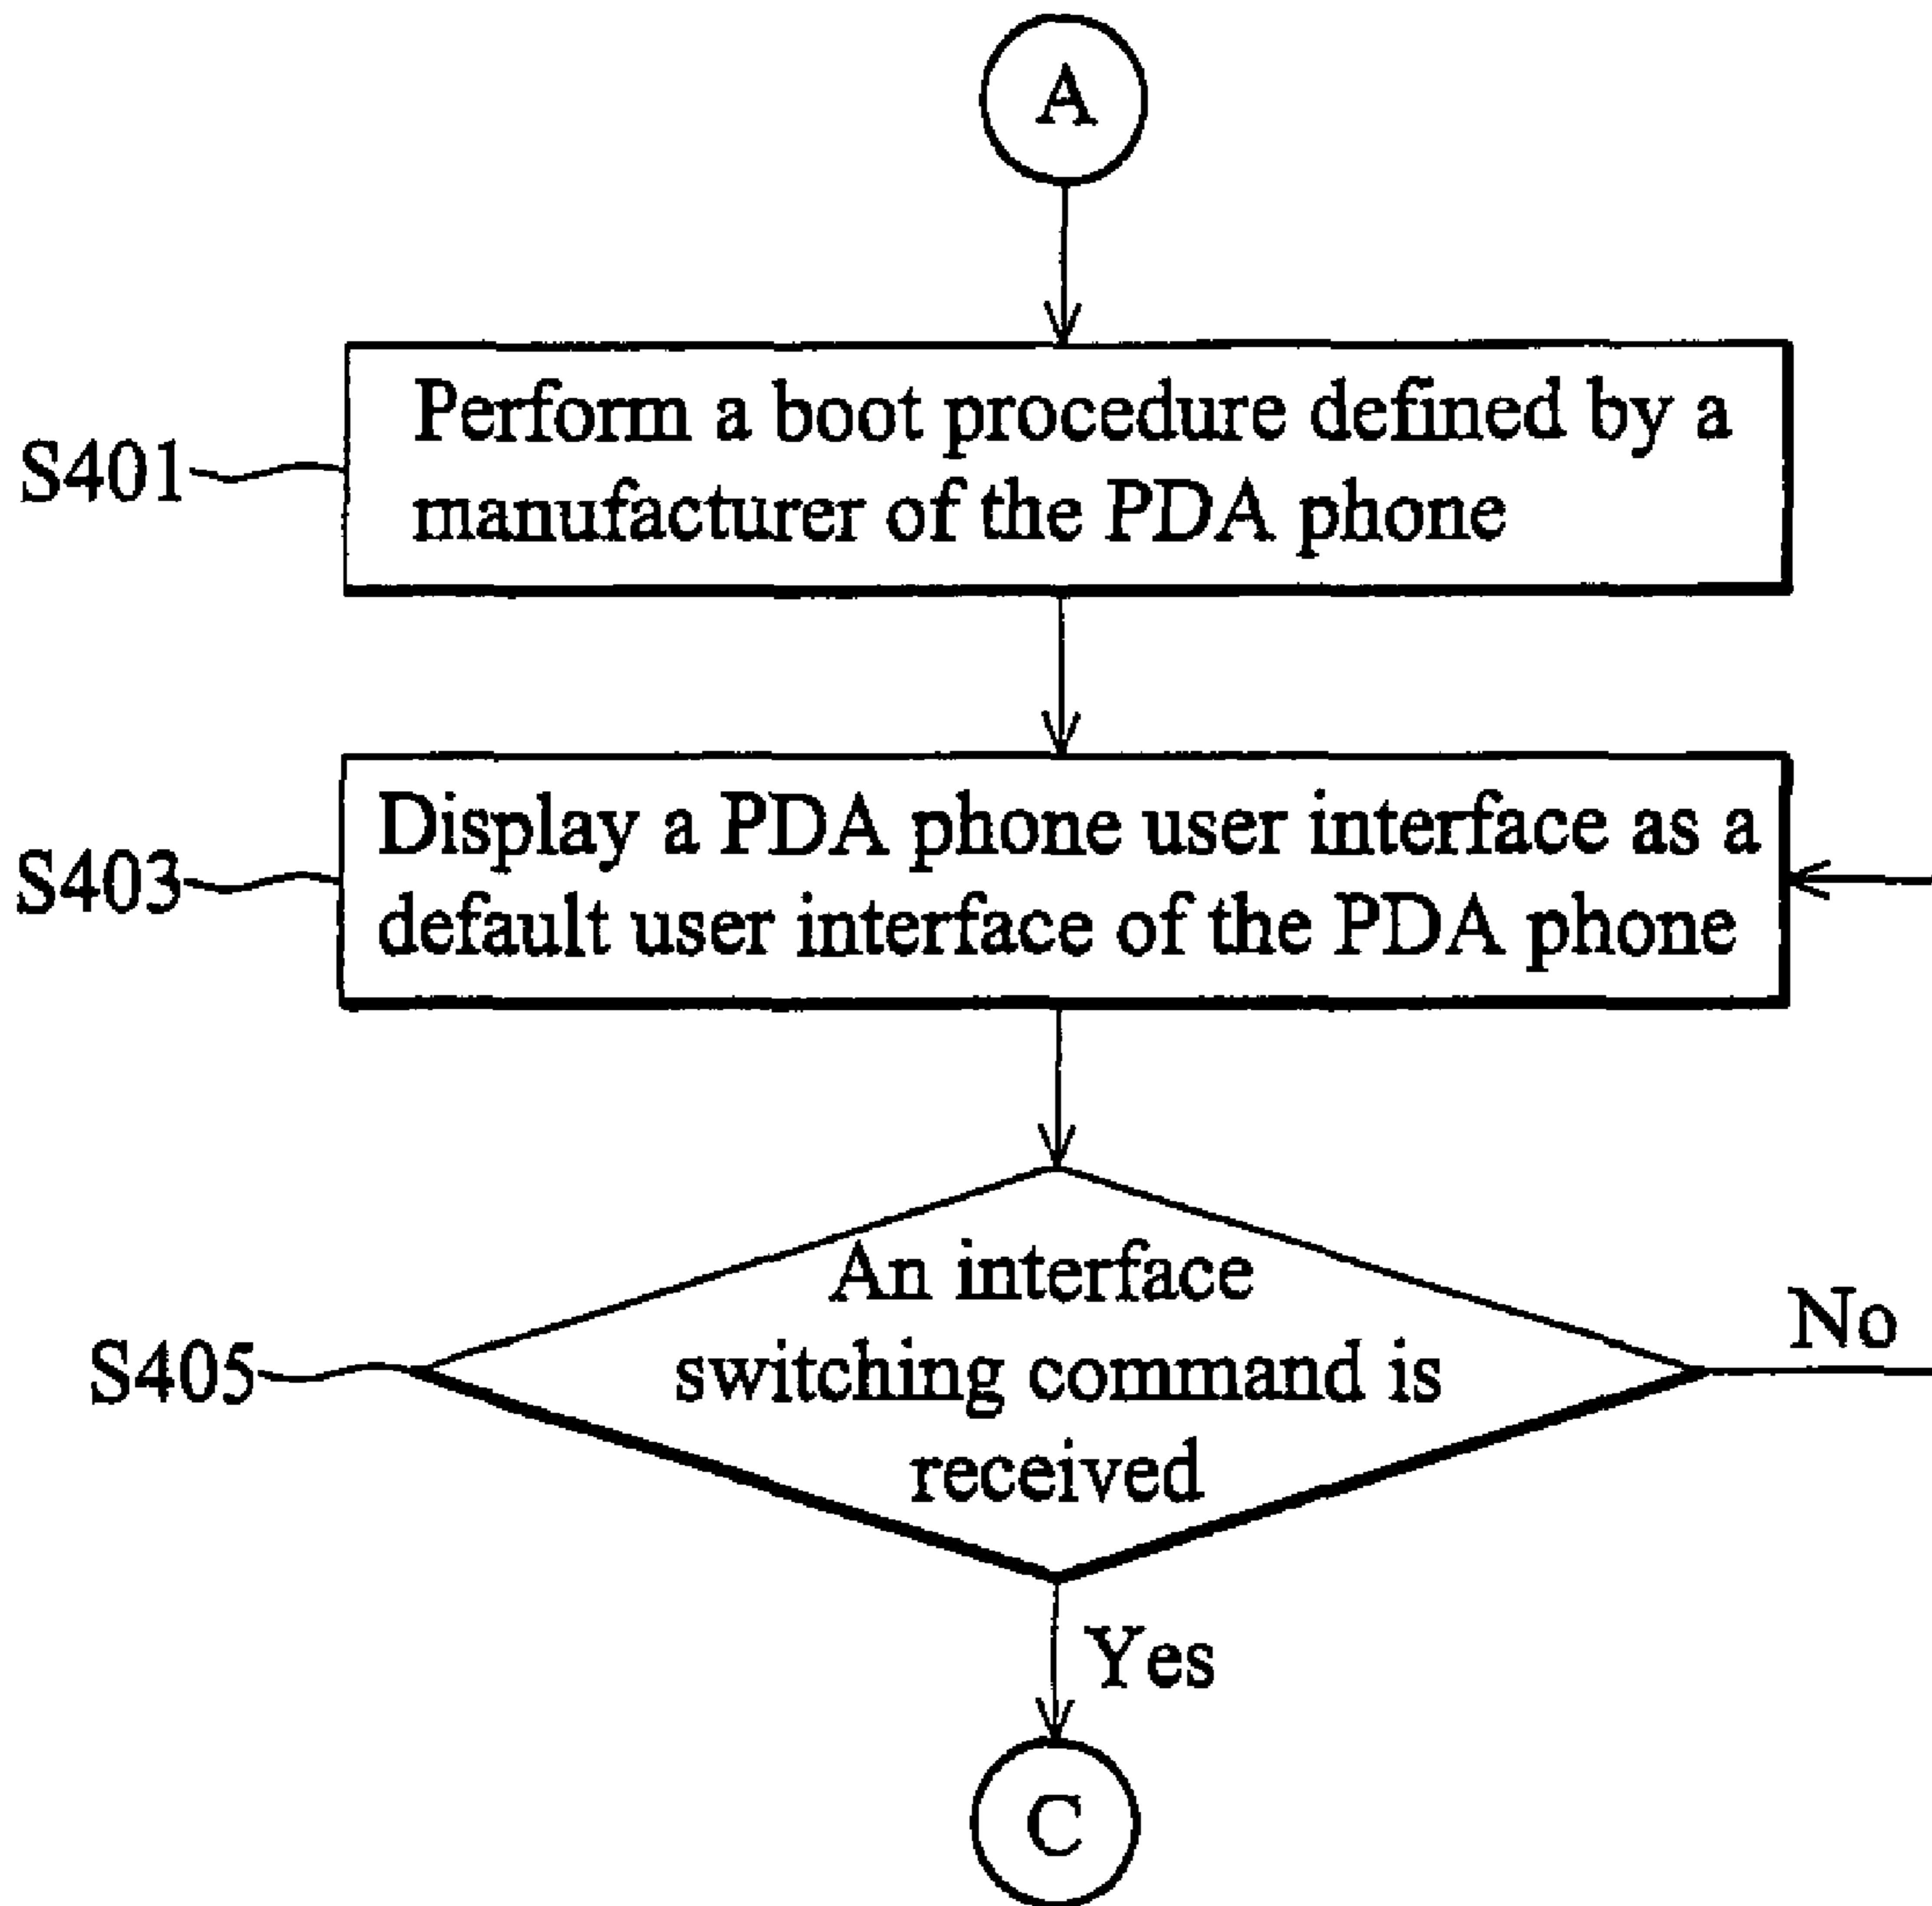 A
Perform a boot procedure defined by a
manufacturer of the PDA phone
S401
Display a PDA phone user interface as a
default user interface of the PDA phone
S403
An interface
switching command is
received
S405
No
Yes
C